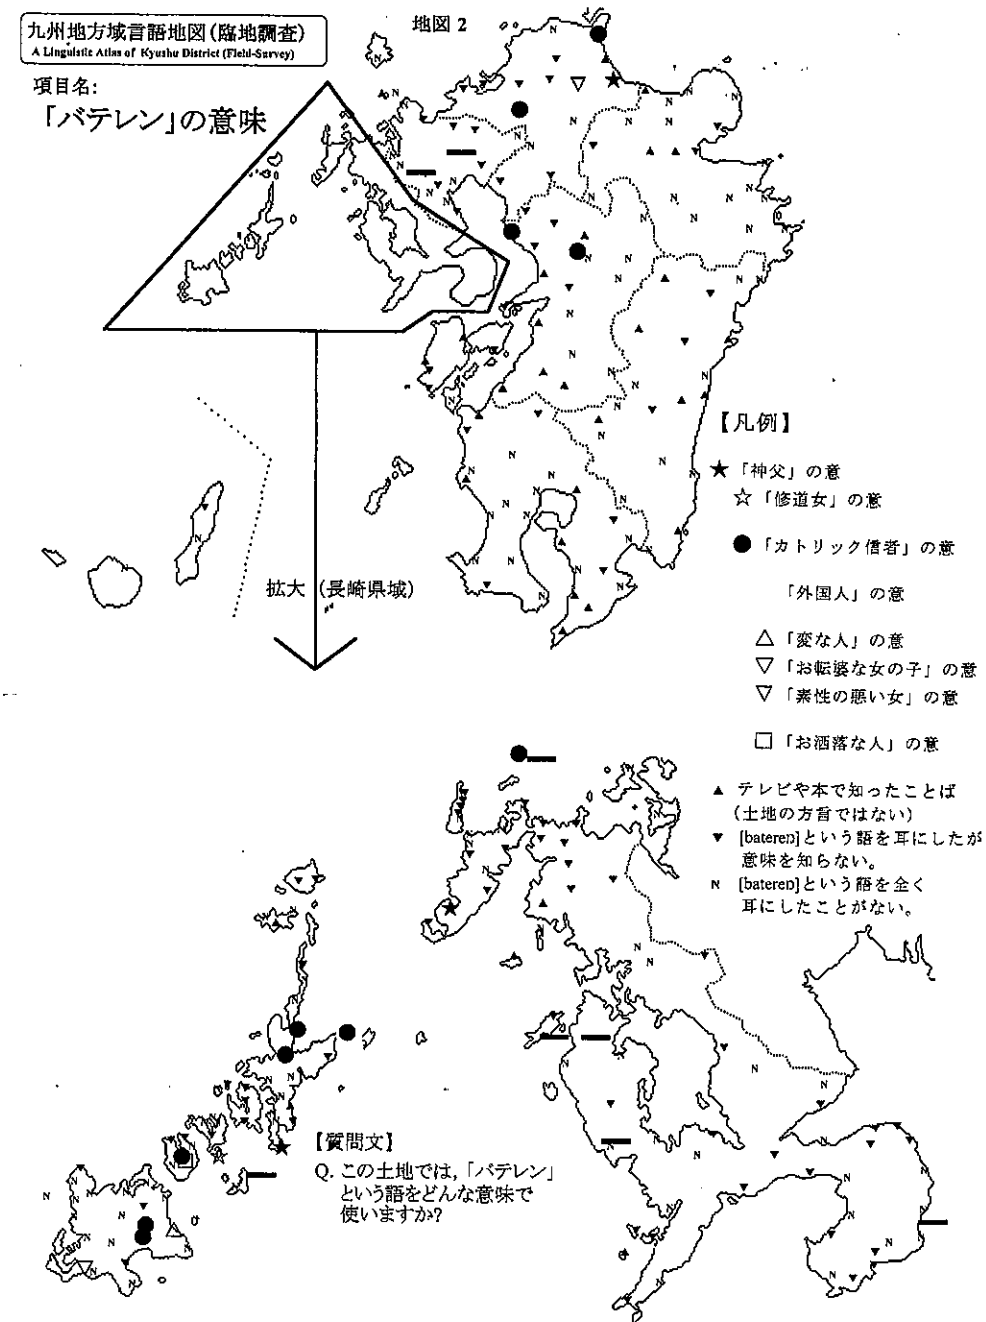 九州地方域言語地図(臨地調査)
A Linguistic Atlas of Kyushu District (Field-Survey)
地図 2
項目名:
「バテレン」の意味
拡大 (長崎県域)
【凡例】
★「神父」の意
☆「修道女」の意
●「カトリック信者」の意
「外国人」の意
△「変な人」の意
▽「お転婆な女の子」の意
▽「素性の悪い女」の意
□「お洒落な人」の意
▲ テレビや本で知ったことば
(土地の方言ではない)
▼ [batereɴ]という語を耳にしたが
意味を知らない。
N [batereɴ]という語を全く
耳にしたことがない。
【質問文】
Q. この土地では,「バテレン」
という語をどんな意味で
使いますか?